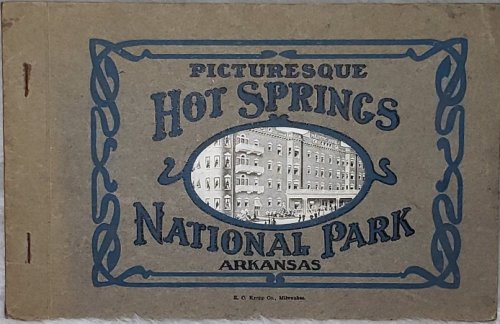 PICTURESQUE
HOT SPRINGS
NATIONAL PARK
ARKANSAS
E. C. Kropp Co., Milwaukee.